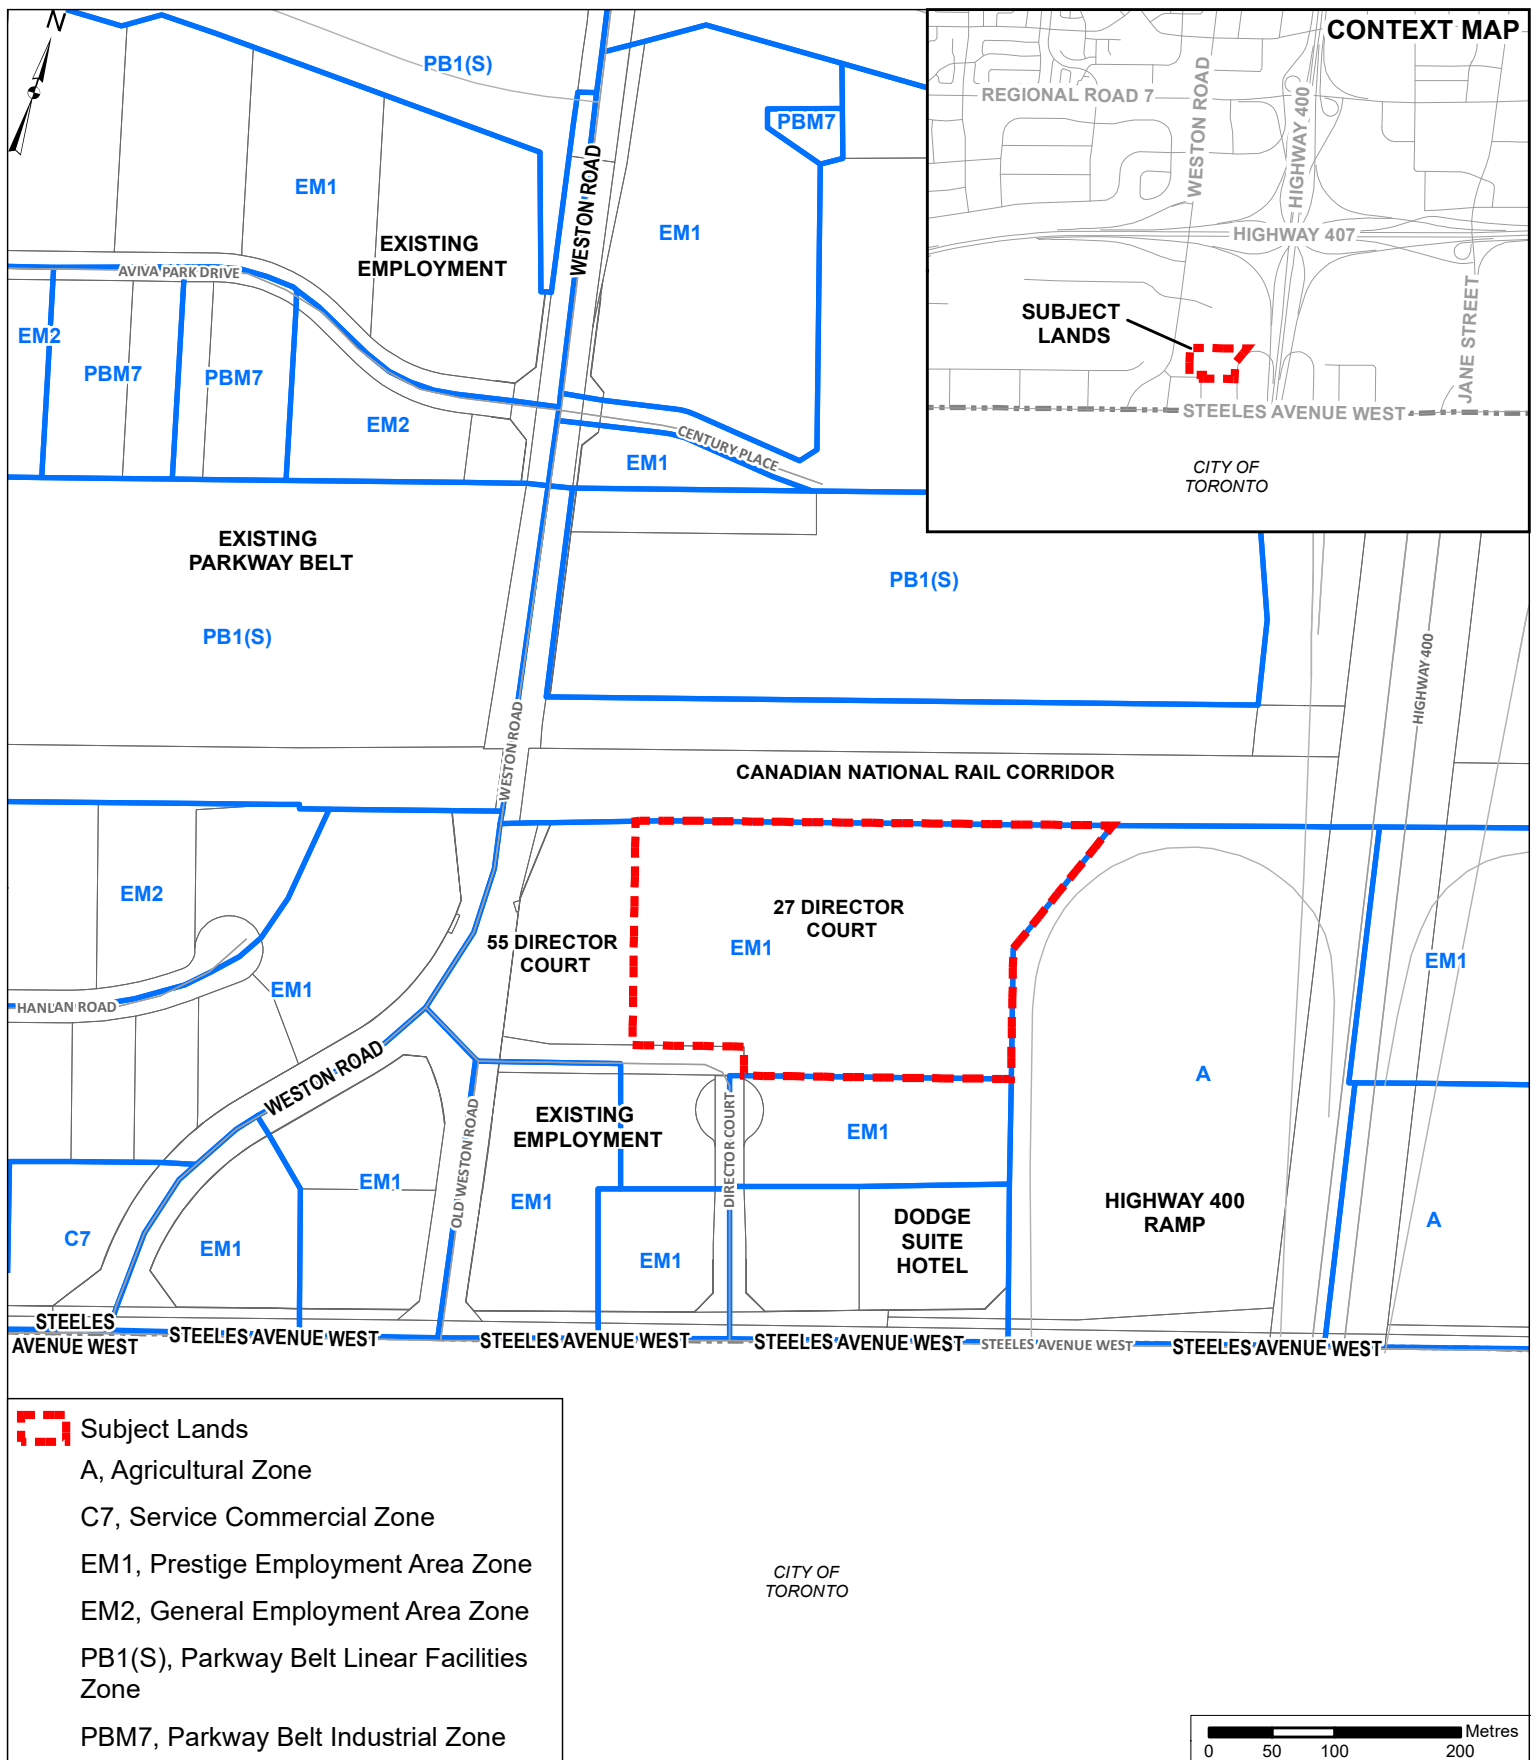 N
PB1(S)
CONTEXT MAP
REGIONAL ROAD 7
WESTON ROAD
HIGHWAY 400
HIGHWAY 407
JANE STREET
SUBJECT
LANDS
STEELES AVENUE WEST
CITY OF
TORONTO
PBM7
EM1
WESTON ROAD
EM1
EXISTING
EMPLOYMENT
AVIVA PARK DRIVE
EM2
PBM7
PBM7
EM2
CENTURY PLACE
EM1
EXISTING
PARKWAY BELT
PB1(S)
PB1(S)
HIGHWAY 400
WESTON ROAD
CANADIAN NATIONAL RAIL CORRIDOR
EM2
27 DIRECTOR
COURT
EM1
55 DIRECTOR
COURT
EM1
EM1
HANLAN ROAD
WESTON ROAD
A
EXISTING
EMPLOYMENT
DIRECTOR COURT
EM1
OLD WESTON ROAD
EM1
EM1
HIGHWAY 400
RAMP
A
DODGE
SUITE
HOTEL
C7
EM1
EM1
STEELES
AVENUE WEST
STEELES AVENUE WEST
STEELES AVENUE WEST
STEELES AVENUE WEST
STEELES AVENUE WEST
STEELES AVENUE WEST
Subject Lands
A, Agricultural Zone
C7, Service Commercial Zone
EM1, Prestige Employment Area Zone
EM2, General Employment Area Zone
PB1(S), Parkway Belt Linear Facilities
Zone
PBM7, Parkway Belt Industrial Zone
CITY OF
TORONTO
Metres
0 50 100 200